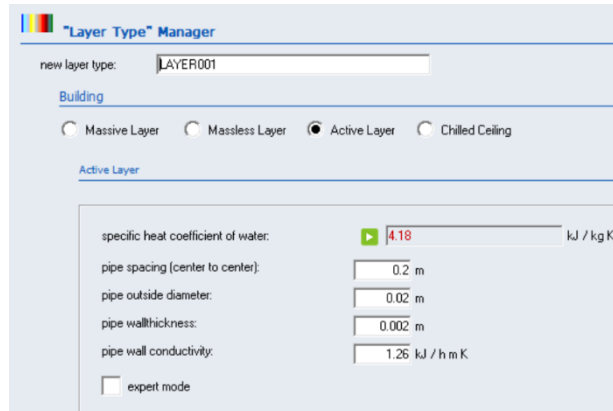 "Layer Type" Manager
new layer type: LAYER001
Building
Massive Layer Massless Layer Active Layer Chilled Ceiling
Active Layer
specific heat coefficient of water: 4.18 kJ / kg K
pipe spacing (center to center): 0.2 m
pipe outside diameter: 0.02 m
pipe wallthickness: 0.002 m
pipe wall conductivity: 1.26 kJ / h m K
expert mode